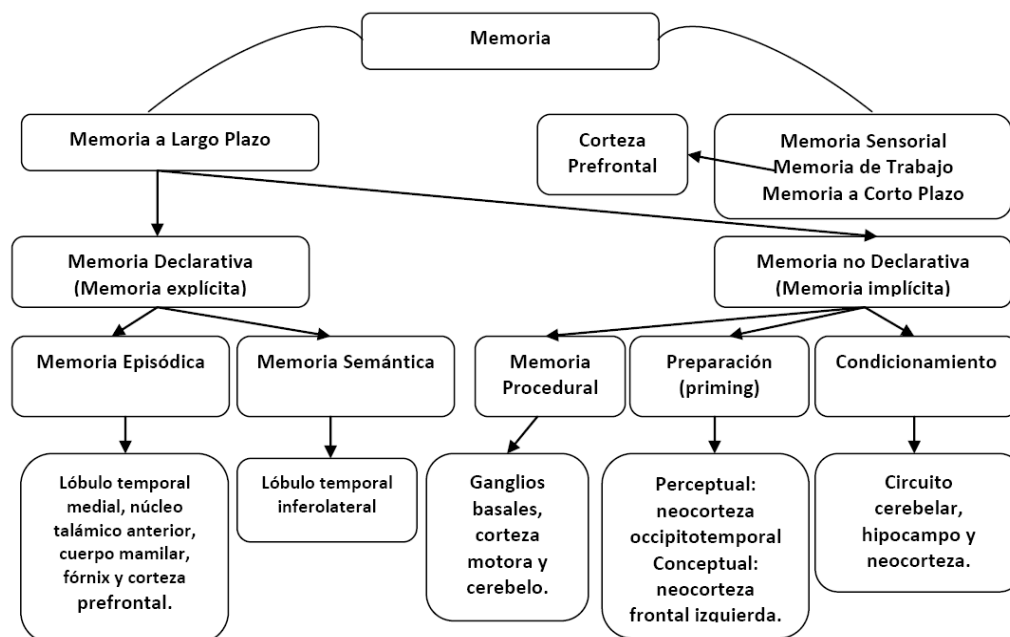 Memoria
Memoria a Largo Plazo
Corteza
Prefrontal
Memoria Sensorial
Memoria de Trabajo
Memoria a Corto Plazo
Memoria Declarativa
(Memoria explícita)
Memoria no Declarativa
(Memoria implícita)
Memoria Episódica
Memoria Semántica
Memoria
Procedural
Preparación
(priming)
Condicionamiento
Lóbulo temporal
medial, núcleo
talámico anterior,
cuerpo mamilar,
fórnix y corteza
prefrontal.
Lóbulo temporal
inferolateral
Ganglios
basales,
corteza
motora y
cerebelo.
Perceptual:
neocorteza
occipitotemporal
Conceptual:
neocorteza
frontal izquierda.
Circuito
cerebelar,
hipocampo y
neocorteza.